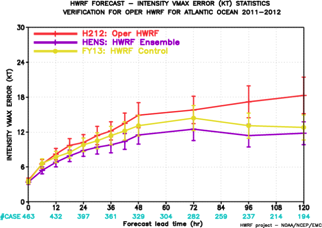 HWRF FORECAST - INTENSITY VMAX ERROR (KT) STATISTICS
VERIFICATION FOR OPER HWRF FOR ATLANTIC OCEAN 2011-2012
H212: Oper HWRF
HENS: HWRF Ensemble
FY13: HWRF Control
INTENSITY VMAX ERROR (KT)
30
24
18
12
6
0
0 12 24 36 48 60 72 84 96 108 120
#CASE 463 432 397 361 329 304 282 259 237 214 194
Forecast lead time (hr)
HWRF project - NOAA/NCEP/EMC